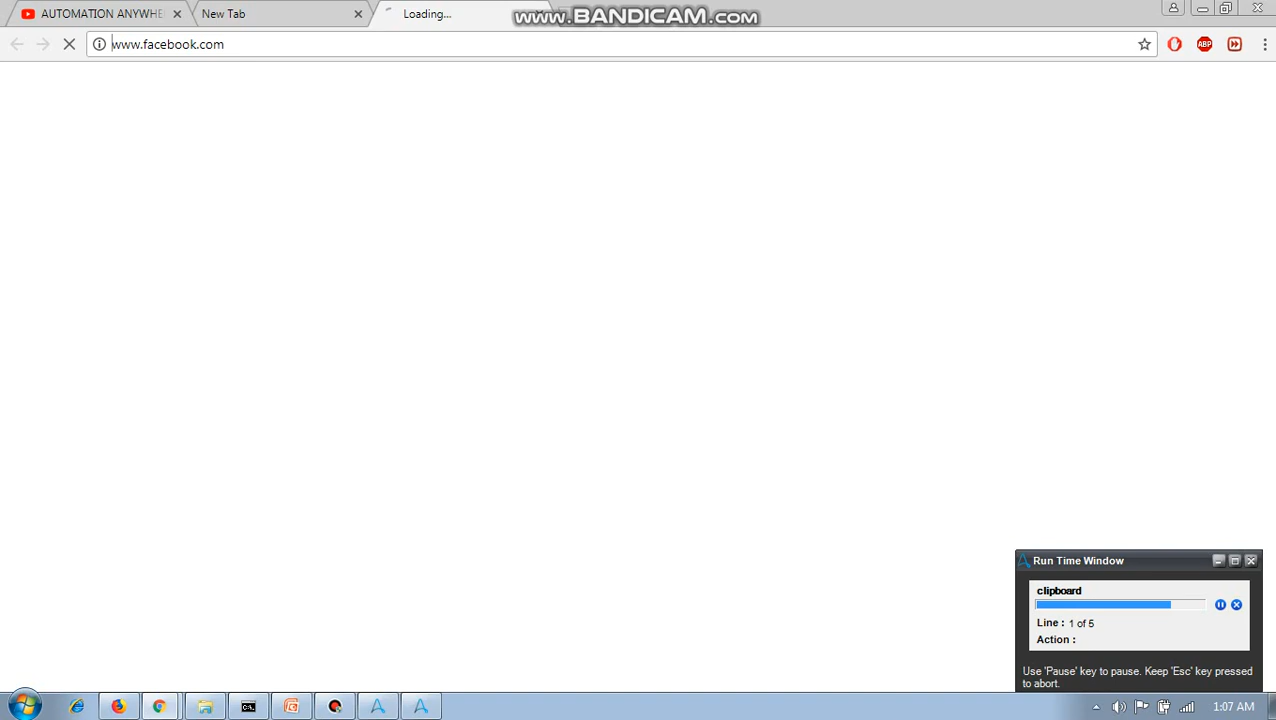 AUTOMATION ANYWHE
New Tab
Loading...
WWW.BANDICAM.COM
www.facebook.com
ABP
Run Time Window
clipboard
Line : 1 of 5
Action :
Use 'Pause' key to pause. Keep 'Esc' key pressed
to abort.
1:07 AM